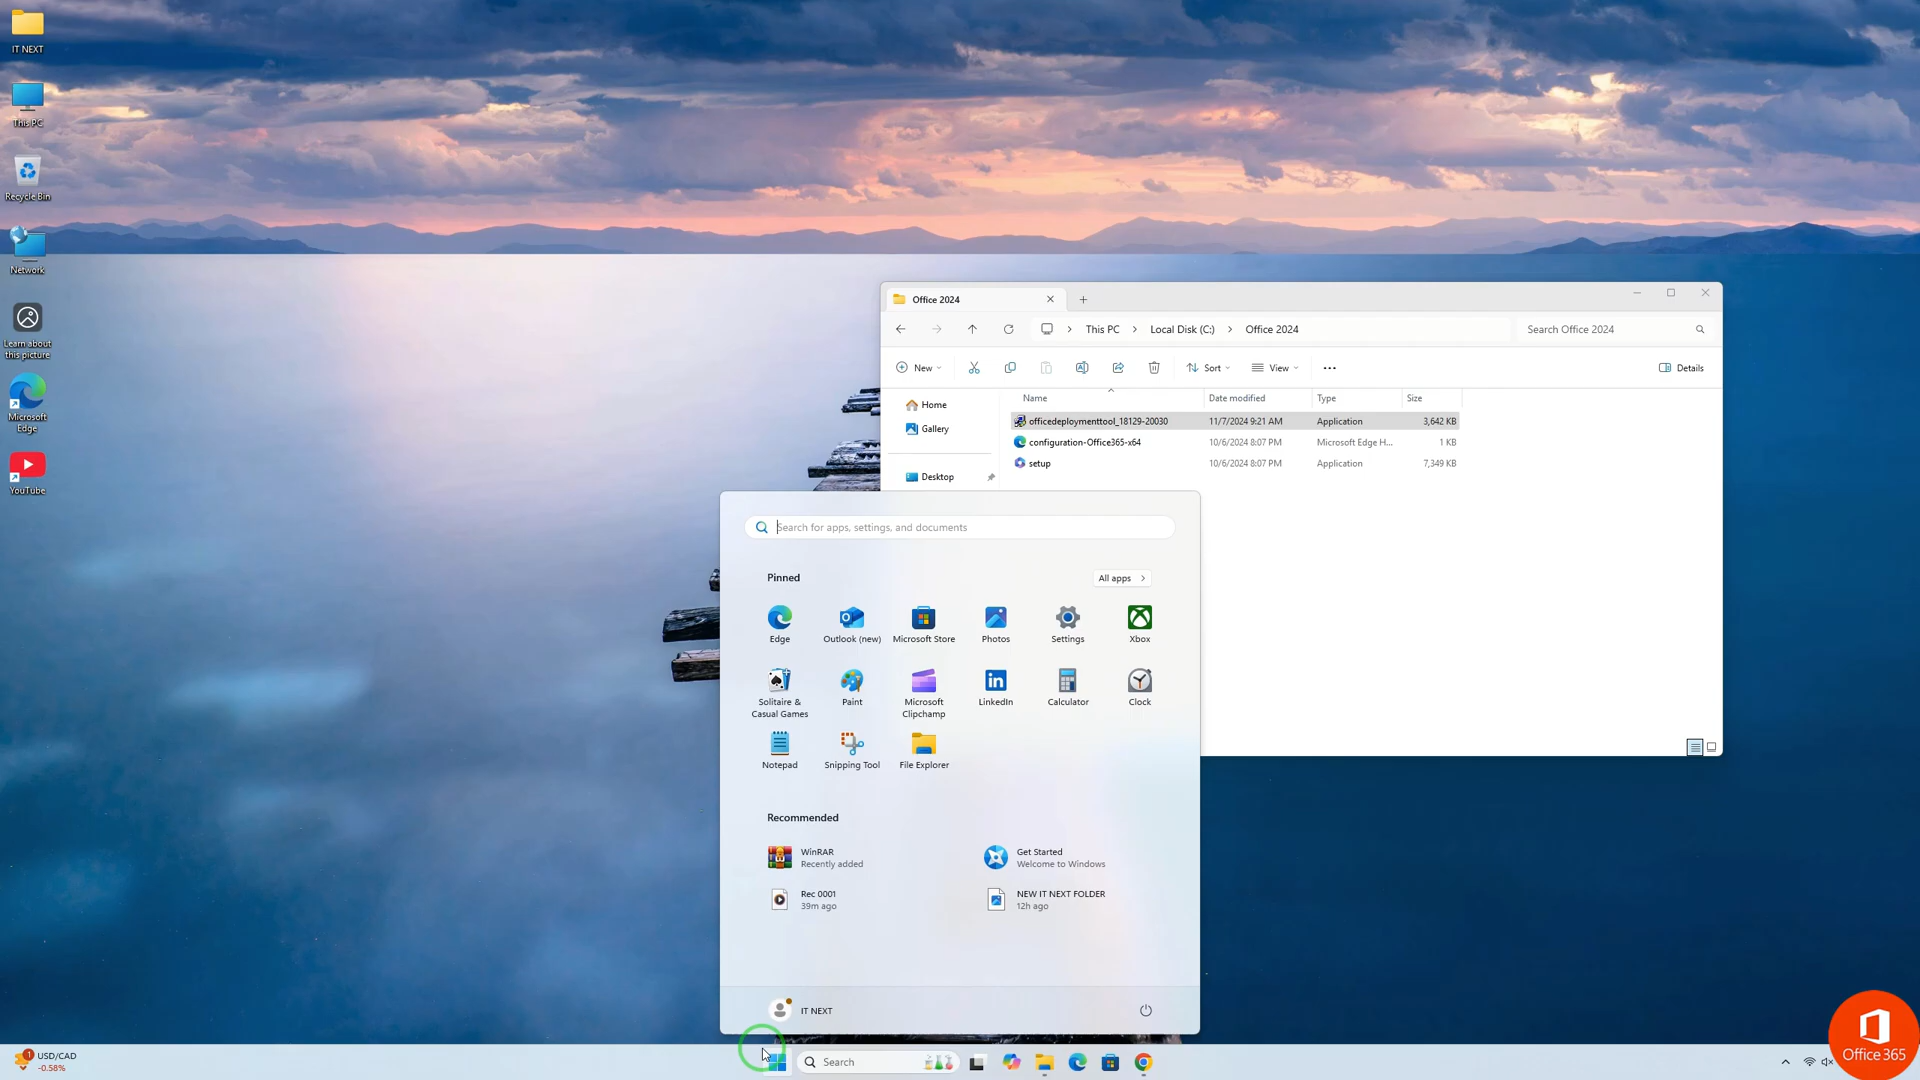 IT NEXT
This PC
Recycle Bin
Network
Learn about
this picture
Microsoft
Edge
YouTube
Office 2024
This PC
Local Disk (C:)
Office 2024
Search Office 2024
New
Sort
View
Details
Name
Date modified
Type
Size
Home
Gallery
Desktop
officedeploymenttool_18129-20030 11/7/2024 9:21 AM Application 3,642 KB
configuration-Office365-x64 10/6/2024 8:07 PM Microsoft Edge H... 1 KB
setup 10/6/2024 8:07 PM Application 7,349 KB
Search for apps, settings, and documents
Pinned
All apps
Edge
Outlook (new)
Microsoft Store
Photos
Settings
Xbox
Solitaire &
Casual Games
Paint
Microsoft
Clipchamp
LinkedIn
Calculator
Clock
Notepad
Snipping Tool
File Explorer
Recommended
WinRAR
Recently added
Get Started
Welcome to Windows
Rec 0001
39m ago
NEW IT NEXT FOLDER
12h ago
IT NEXT
1
USD/CAD
-0.58%
Search
Office 365